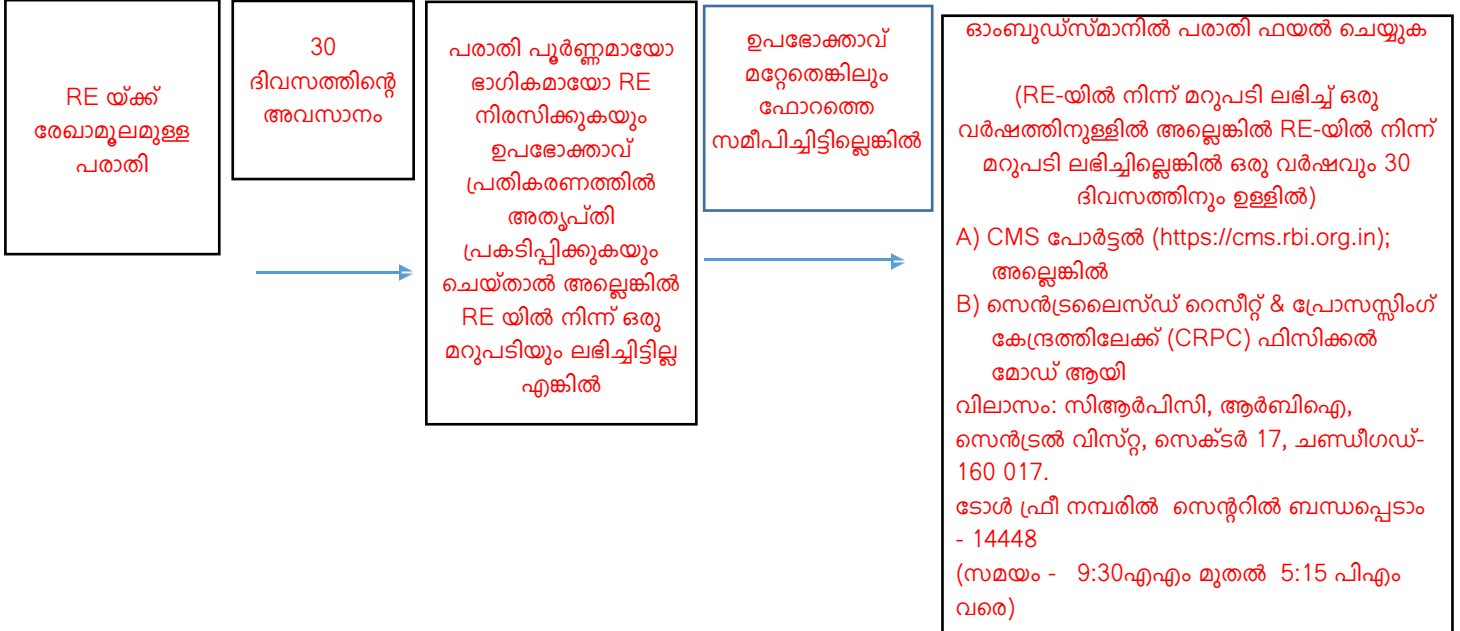 RE യ്ക്ക്
രേഖാമൂലമുള്ള
പരാതി
30
ദിവസത്തിന്റെ
അവസാനം
പരാതി പൂർണ്ണമായോ
ഭാഗികമായോ RE
നിരസിക്കുകയും
ഉപഭോക്താവ്
പ്രതികരണത്തിൽ
അതൃപ്തി
പ്രകടിപ്പിക്കുകയും
ചെയ്താൽ അല്ലെങ്കിൽ
RE യിൽ നിന്ന് ഒരു
മറുപടിയും ലഭിച്ചിട്ടില്ല
എങ്കിൽ
ഉപഭോക്താവ്
മറ്റേതെങ്കിലും
ഫോറത്തെ
സമീപിച്ചിട്ടില്ലെങ്കിൽ
ഓംബുഡ്സ്മാനിൽ പരാതി ഫയൽ ചെയ്യുക
(RE-യിൽ നിന്ന് മറുപടി ലഭിച്ച് ഒരു
വർഷത്തിനുള്ളിൽ അല്ലെങ്കിൽ RE-യിൽ നിന്ന്
മറുപടി ലഭിച്ചില്ലെങ്കിൽ ഒരു വർഷവും 30
ദിവസത്തിനും ഉള്ളിൽ)
A) CMS പോർട്ടൽ (https://cms.rbi.org.in);
അല്ലെങ്കിൽ
B) സെൻട്രലൈസ്ഡ് റെസീറ്റ് & പ്രോസസ്സിംഗ്
കേന്ദ്രത്തിലേക്ക് (CRPC) ഫിസിക്കൽ
മോഡ് ആയി
വിലാസം: സിആർപിസി, ആർബിഐ,
സെൻട്രൽ വിസ്റ്റ, സെക്ടർ 17, ചണ്ഡീഗഡ്-
160 017.
ടോൾ ഫ്രീ നമ്പരിൽ സെന്ററിൽ ബന്ധപ്പെടാം
- 14448
(സമയം - 9:30എഎം മുതൽ 5:15 പിഎം
വരെ)